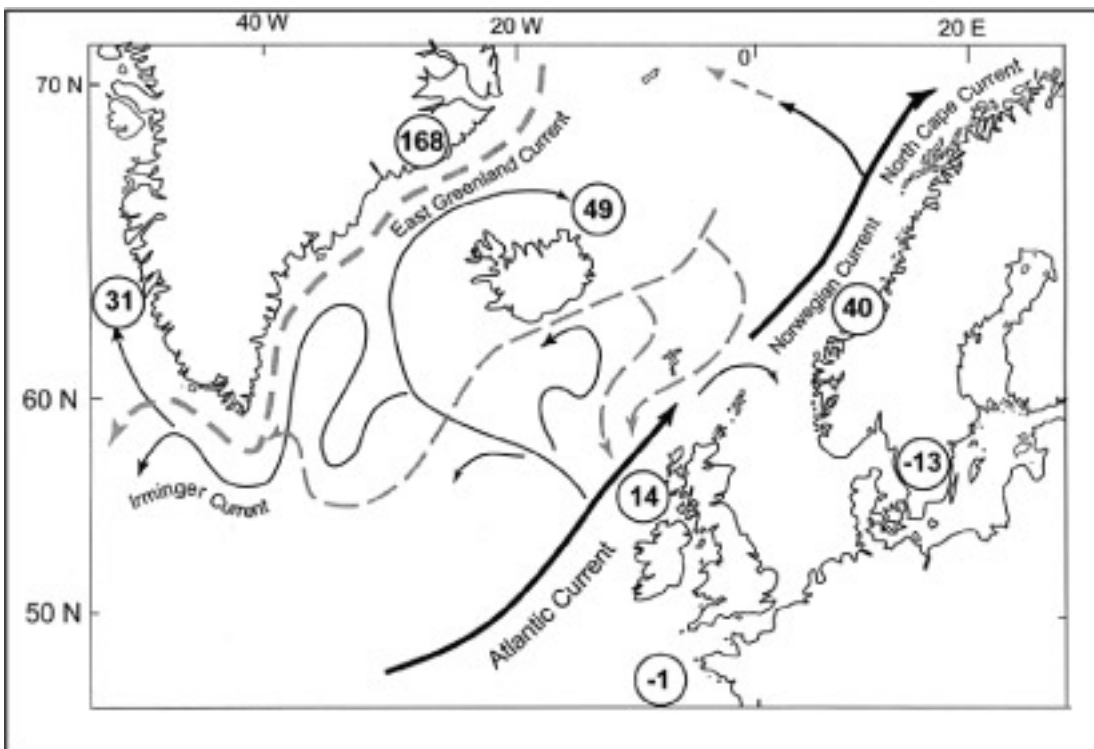 40 W
20 W
0
20 E
70 N
North Cape Current
168
East Greenland Current
49
31
Norwegian Current
40
60 N
-13
Irminger Current
14
Atlantic Current
50 N
-1